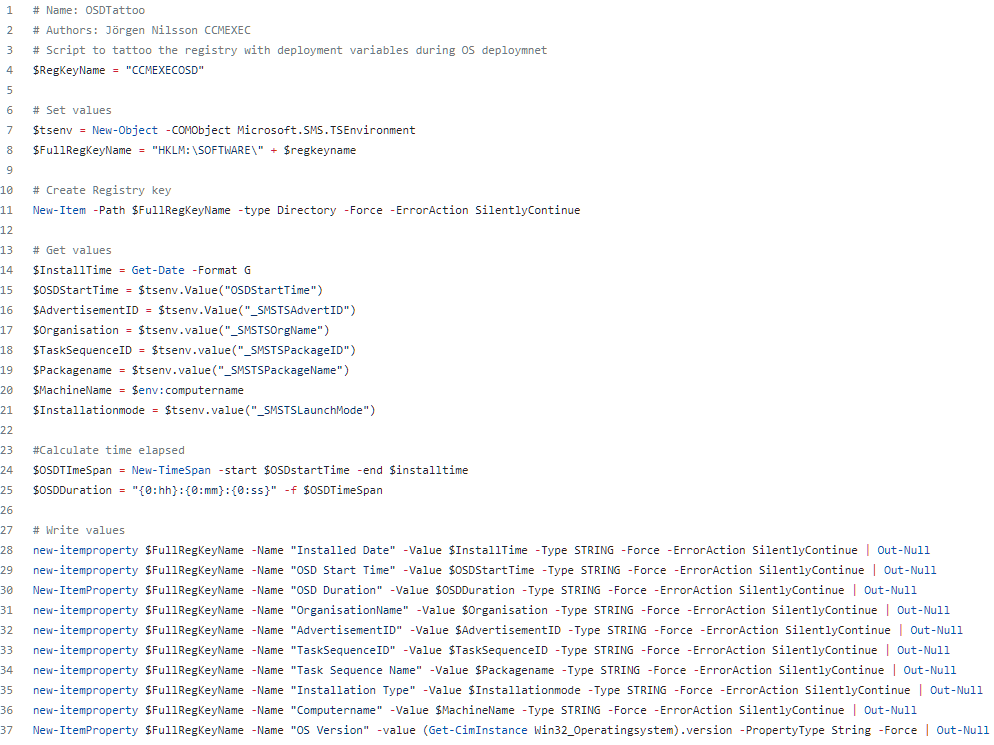 1 # Name: OSDTattoo
2 # Authors: Jörgen Nilsson CCMEXEC
3 # Script to tattoo the registry with deployment variables during OS deploymnet
4 $RegKeyName = "CCMEXECOSD"
5
6 # Set values
7 $tsenv = New-Object -COMObject Microsoft.SMS.TSEnvironment
8 $FullRegKeyName = "HKLM:\SOFTWARE\" + $regkeyname
9
10 # Create Registry key
11 New-Item -Path $FullRegKeyName -type Directory -Force -ErrorAction SilentlyContinue
12
13 # Get values
14 $InstallTime = Get-Date -Format G
15 $OSDStartTime = $tsenv.Value("OSDStartTime")
16 $AdvertisementID = $tsenv.Value("_SMSTSAdvertID")
17 $Organisation = $tsenv.value("_SMSTSOrgName")
18 $TaskSequenceID = $tsenv.value("_SMSTSPackageID")
19 $Packagename = $tsenv.value("_SMSTSPackageName")
20 $MachineName = $env:computername
21 $Installationmode = $tsenv.value("_SMSTSLaunchMode")
22
23 #Calculate time elapsed
24 $OSDTImeSpan = New-TimeSpan -start $OSDstartTime -end $installtime
25 $OSDDuration = "{0:hh}:{0:mm}:{0:ss}" -f $OSDTimeSpan
26
27 # Write values
28 new-itemproperty $FullRegKeyName -Name "Installed Date" -Value $InstallTime -Type STRING -Force -ErrorAction SilentlyContinue | Out-Null
29 new-itemproperty $FullRegKeyName -Name "OSD Start Time" -Value $OSDStartTime -Type STRING -Force -ErrorAction SilentlyContinue | Out-Null
30 New-ItemProperty $FullRegKeyName -Name "OSD Duration" -Value $OSDDuration -Type STRING -Force -ErrorAction SilentlyContinue | Out-Null
31 new-itemproperty $FullRegKeyName -Name "OrganisationName" -Value $Organisation -Type STRING -Force -ErrorAction SilentlyContinue | Out-Null
32 new-itemproperty $FullRegKeyName -Name "AdvertisementID" -Value $AdvertisementID -Type STRING -Force -ErrorAction SilentlyContinue | Out-Null
33 new-itemproperty $FullRegKeyName -Name "TaskSequenceID" -Value $TaskSequenceID -Type STRING -Force -ErrorAction SilentlyContinue | Out-Null
34 new-itemproperty $FullRegKeyName -Name "Task Sequence Name" -Value $Packagename -Type STRING -Force -ErrorAction SilentlyContinue | Out-Null
35 new-itemproperty $FullRegKeyName -Name "Installation Type" -Value $Installationmode -Type STRING -Force -ErrorAction SilentlyContinue | Out-Null
36 new-itemproperty $FullRegKeyName -Name "Computername" -Value $MachineName -Type STRING -Force -ErrorAction SilentlyContinue | Out-Null
37 New-ItemProperty $FullRegKeyName -Name "OS Version" -value (Get-CimInstance Win32_Operatingsystem).version -PropertyType String -Force | Out-Null